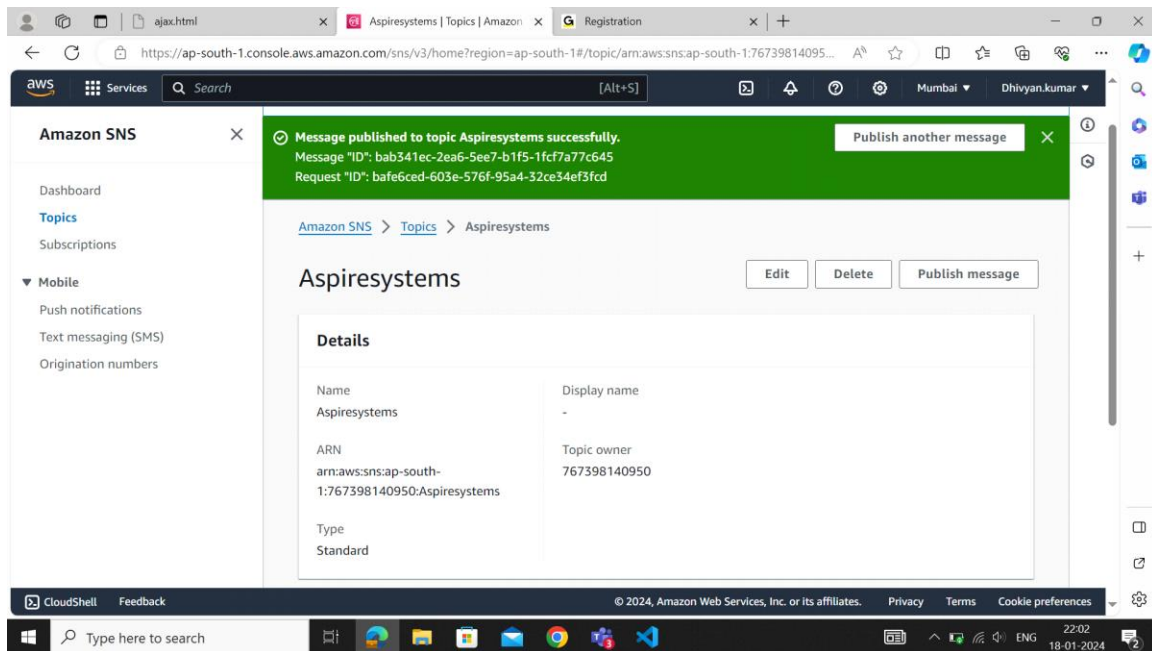 ajax.html
Aspiresystems | Topics | Amazon
Registration
https://ap-south-1.console.aws.amazon.com/sns/v3/home?region=ap-south-1#/topic/arn:aws:sns:ap-south-1:76739814095...
aws
Services
Search
[Alt+S]
Mumbai
Dhivyan.kumar
Amazon SNS
Dashboard
Topics
Subscriptions
Mobile
Push notifications
Text messaging (SMS)
Origination numbers
Message published to topic Aspiresystems successfully.
Message "ID": bab341ec-2ea6-5ee7-b1f5-1fcf7a77c645
Request "ID": bafe6ced-603e-576f-95a4-32ce34ef3fcd
Publish another message
Amazon SNS > Topics > Aspiresystems
Aspiresystems
Edit
Delete
Publish message
Details
Name
Aspiresystems
Display name
-
ARN
arn:aws:sns:ap-south-
1:767398140950:Aspiresystems
Topic owner
767398140950
Type
Standard
CloudShell
Feedback
© 2024, Amazon Web Services, Inc. or its affiliates.
Privacy
Terms
Cookie preferences
Type here to search
ENG
22:02
18-01-2024